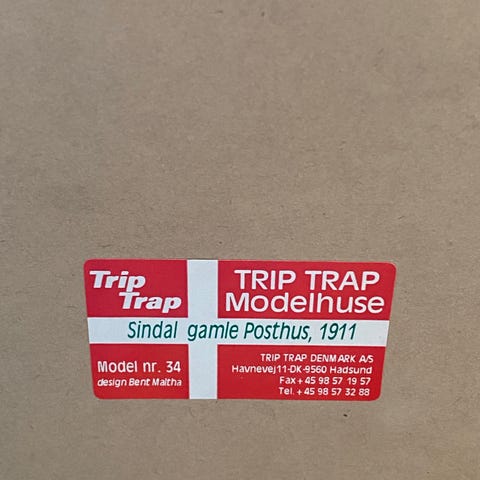 Trip
Trap
TRIP TRAP
Modelhuse
Sindal gamle Posthus, 1911
Model nr. 34
design Bent Maltha
TRIP TRAP DENMARK A/S
Havnevej 11-DK-9560 Hadsund
Fax +45 98 57 19 57
Tel. +45 98 57 32 88